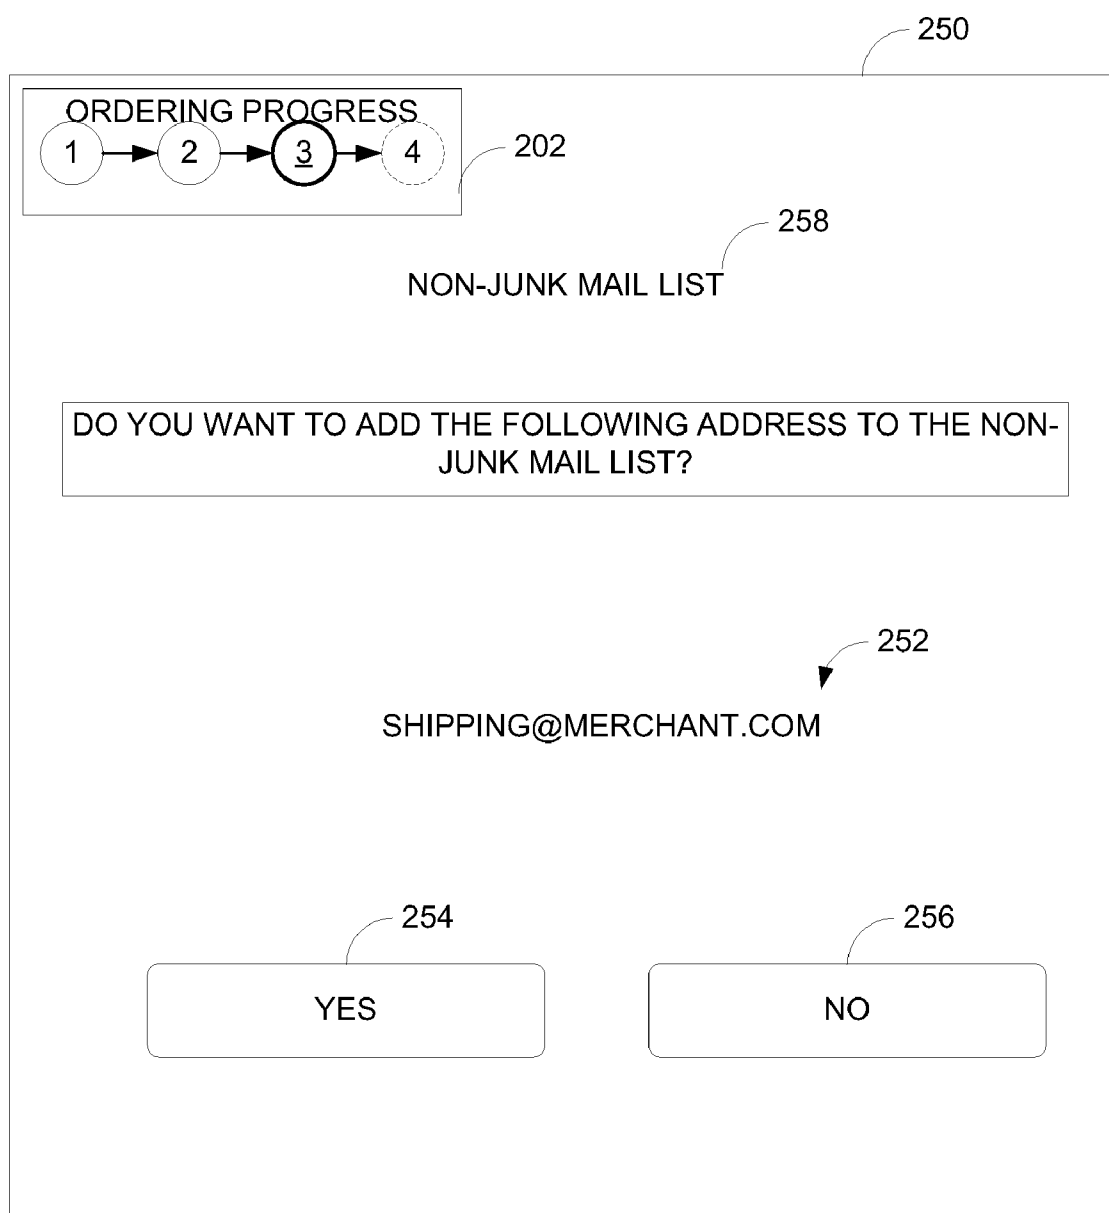 250
ORDERING PROGRESS
1 2 3 4
202
258
NON-JUNK MAIL LIST
DO YOU WANT TO ADD THE FOLLOWING ADDRESS TO THE NON-
JUNK MAIL LIST?
252
SHIPPING@MERCHANT.COM
254
256
YES
NO